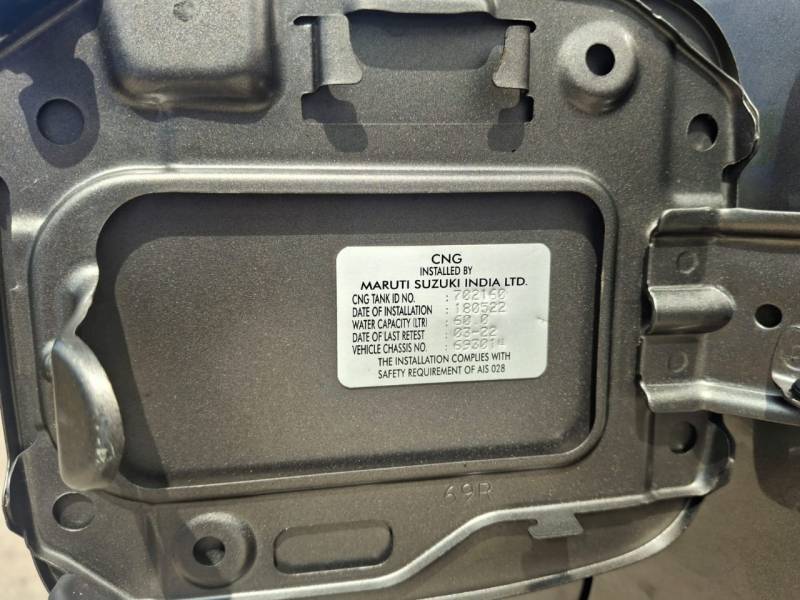 CNG
INSTALLED BY
MARUTI SUZUKI INDIA LTD.
CNG TANK ID NO. : 702160
DATE OF INSTALLATION : 180522
WATER CAPACITY (LTR) : 60.0
DATE OF LAST RETEST : 03-22
VEHICLE CHASSIS NO. :
THE INSTALLATION COMPLIES WITH
SAFETY REQUIREMENT OF AIS 028
69R